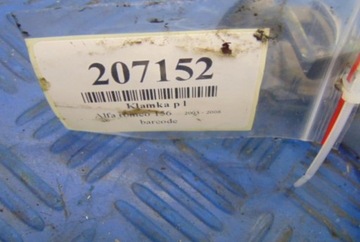 207152
Klamka p l
Alfa romeo 156 2003 - 2008
barcode